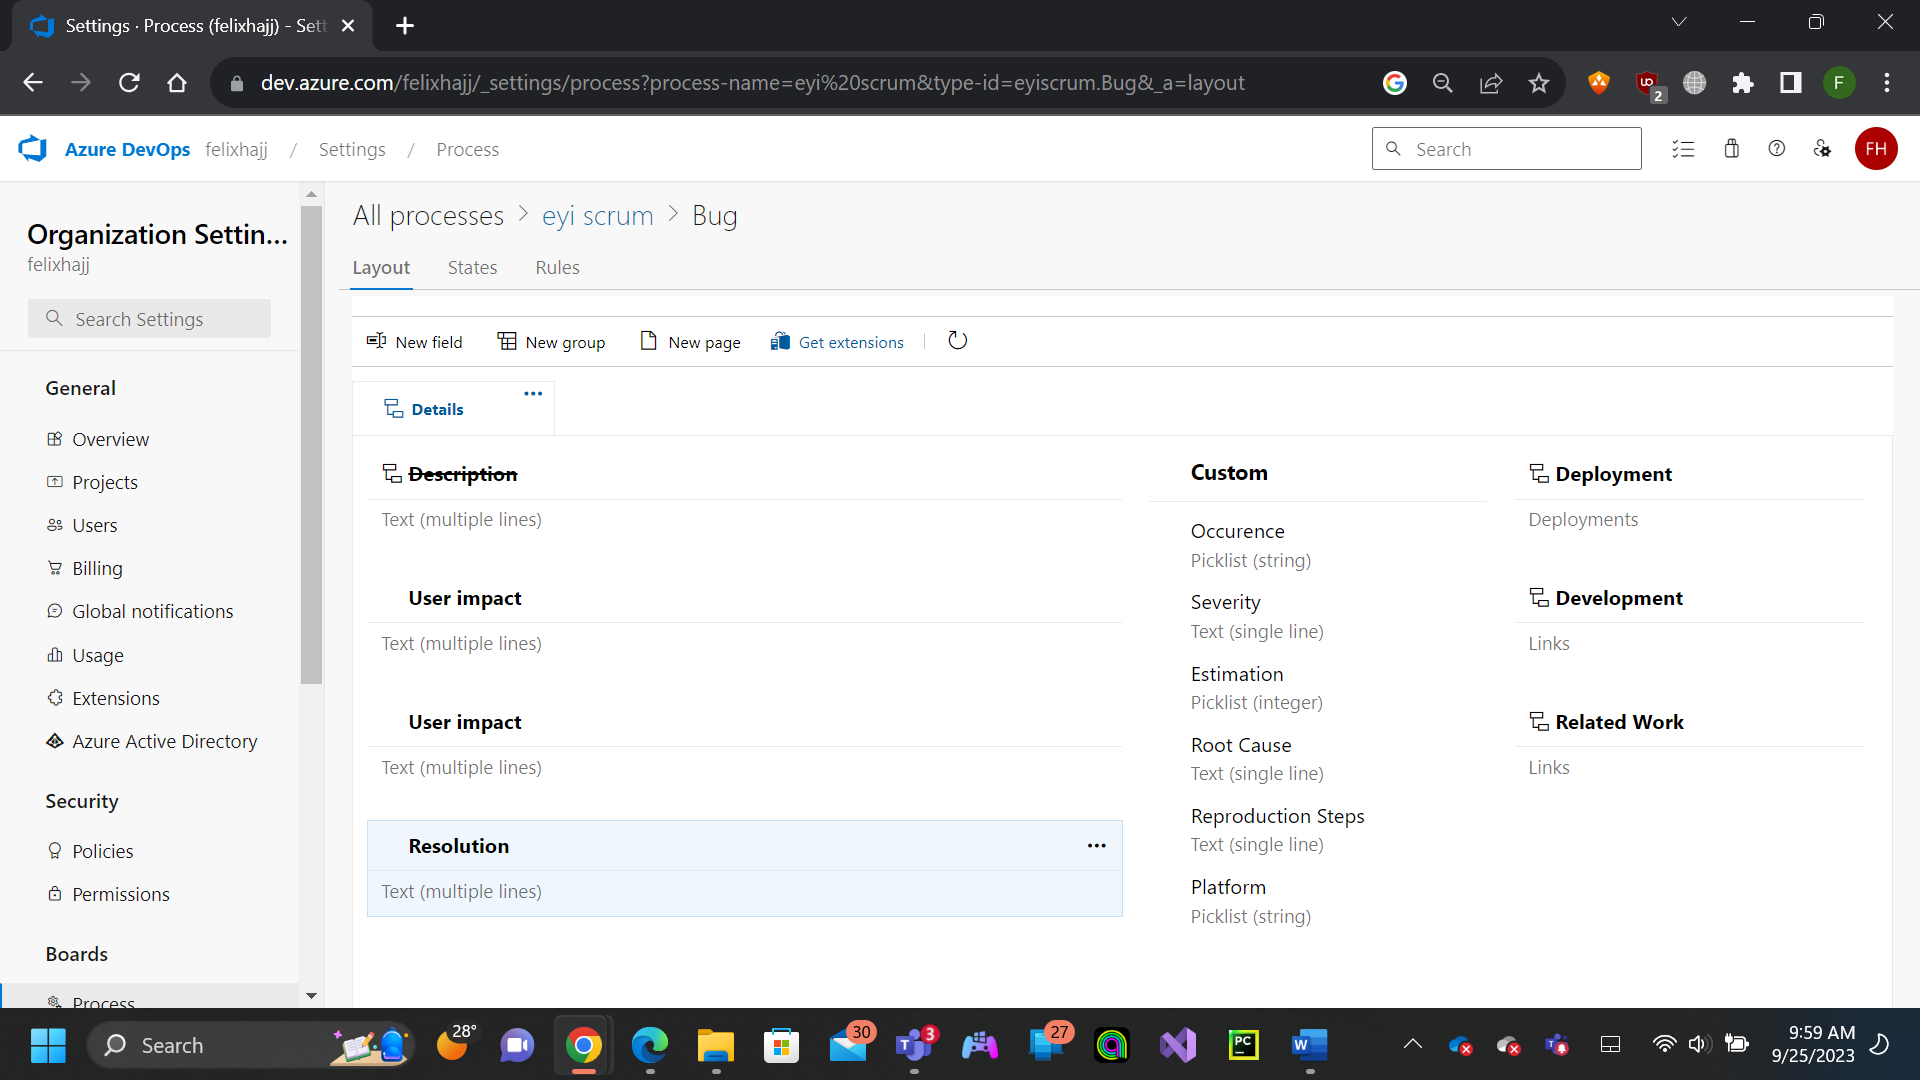 Settings · Process (felixhajj) - Sett
dev.azure.com/felixhajj/_settings/process?process-name=eyi%20scrum&type-id=eyiscrum.Bug&_a=layout
2
F
Azure DevOps felixhajj / Settings / Process
Search
FH
Organization Settin...
felixhajj
Search Settings
General
Overview
Projects
Users
Billing
Global notifications
Usage
Extensions
Azure Active Directory
Security
Policies
Permissions
Boards
Process
All processes > eyi scrum > Bug
Layout States Rules
New field New group New page Get extensions
Details
Description
Text (multiple lines)
User impact
Text (multiple lines)
User impact
Text (multiple lines)
Resolution
Text (multiple lines)
Custom
Occurence
Picklist (string)
Severity
Text (single line)
Estimation
Picklist (integer)
Root Cause
Text (single line)
Reproduction Steps
Text (single line)
Platform
Picklist (string)
Deployment
Deployments
Development
Links
Related Work
Links
Search
28°
30
3
27
PC
W
9:59 AM
9/25/2023